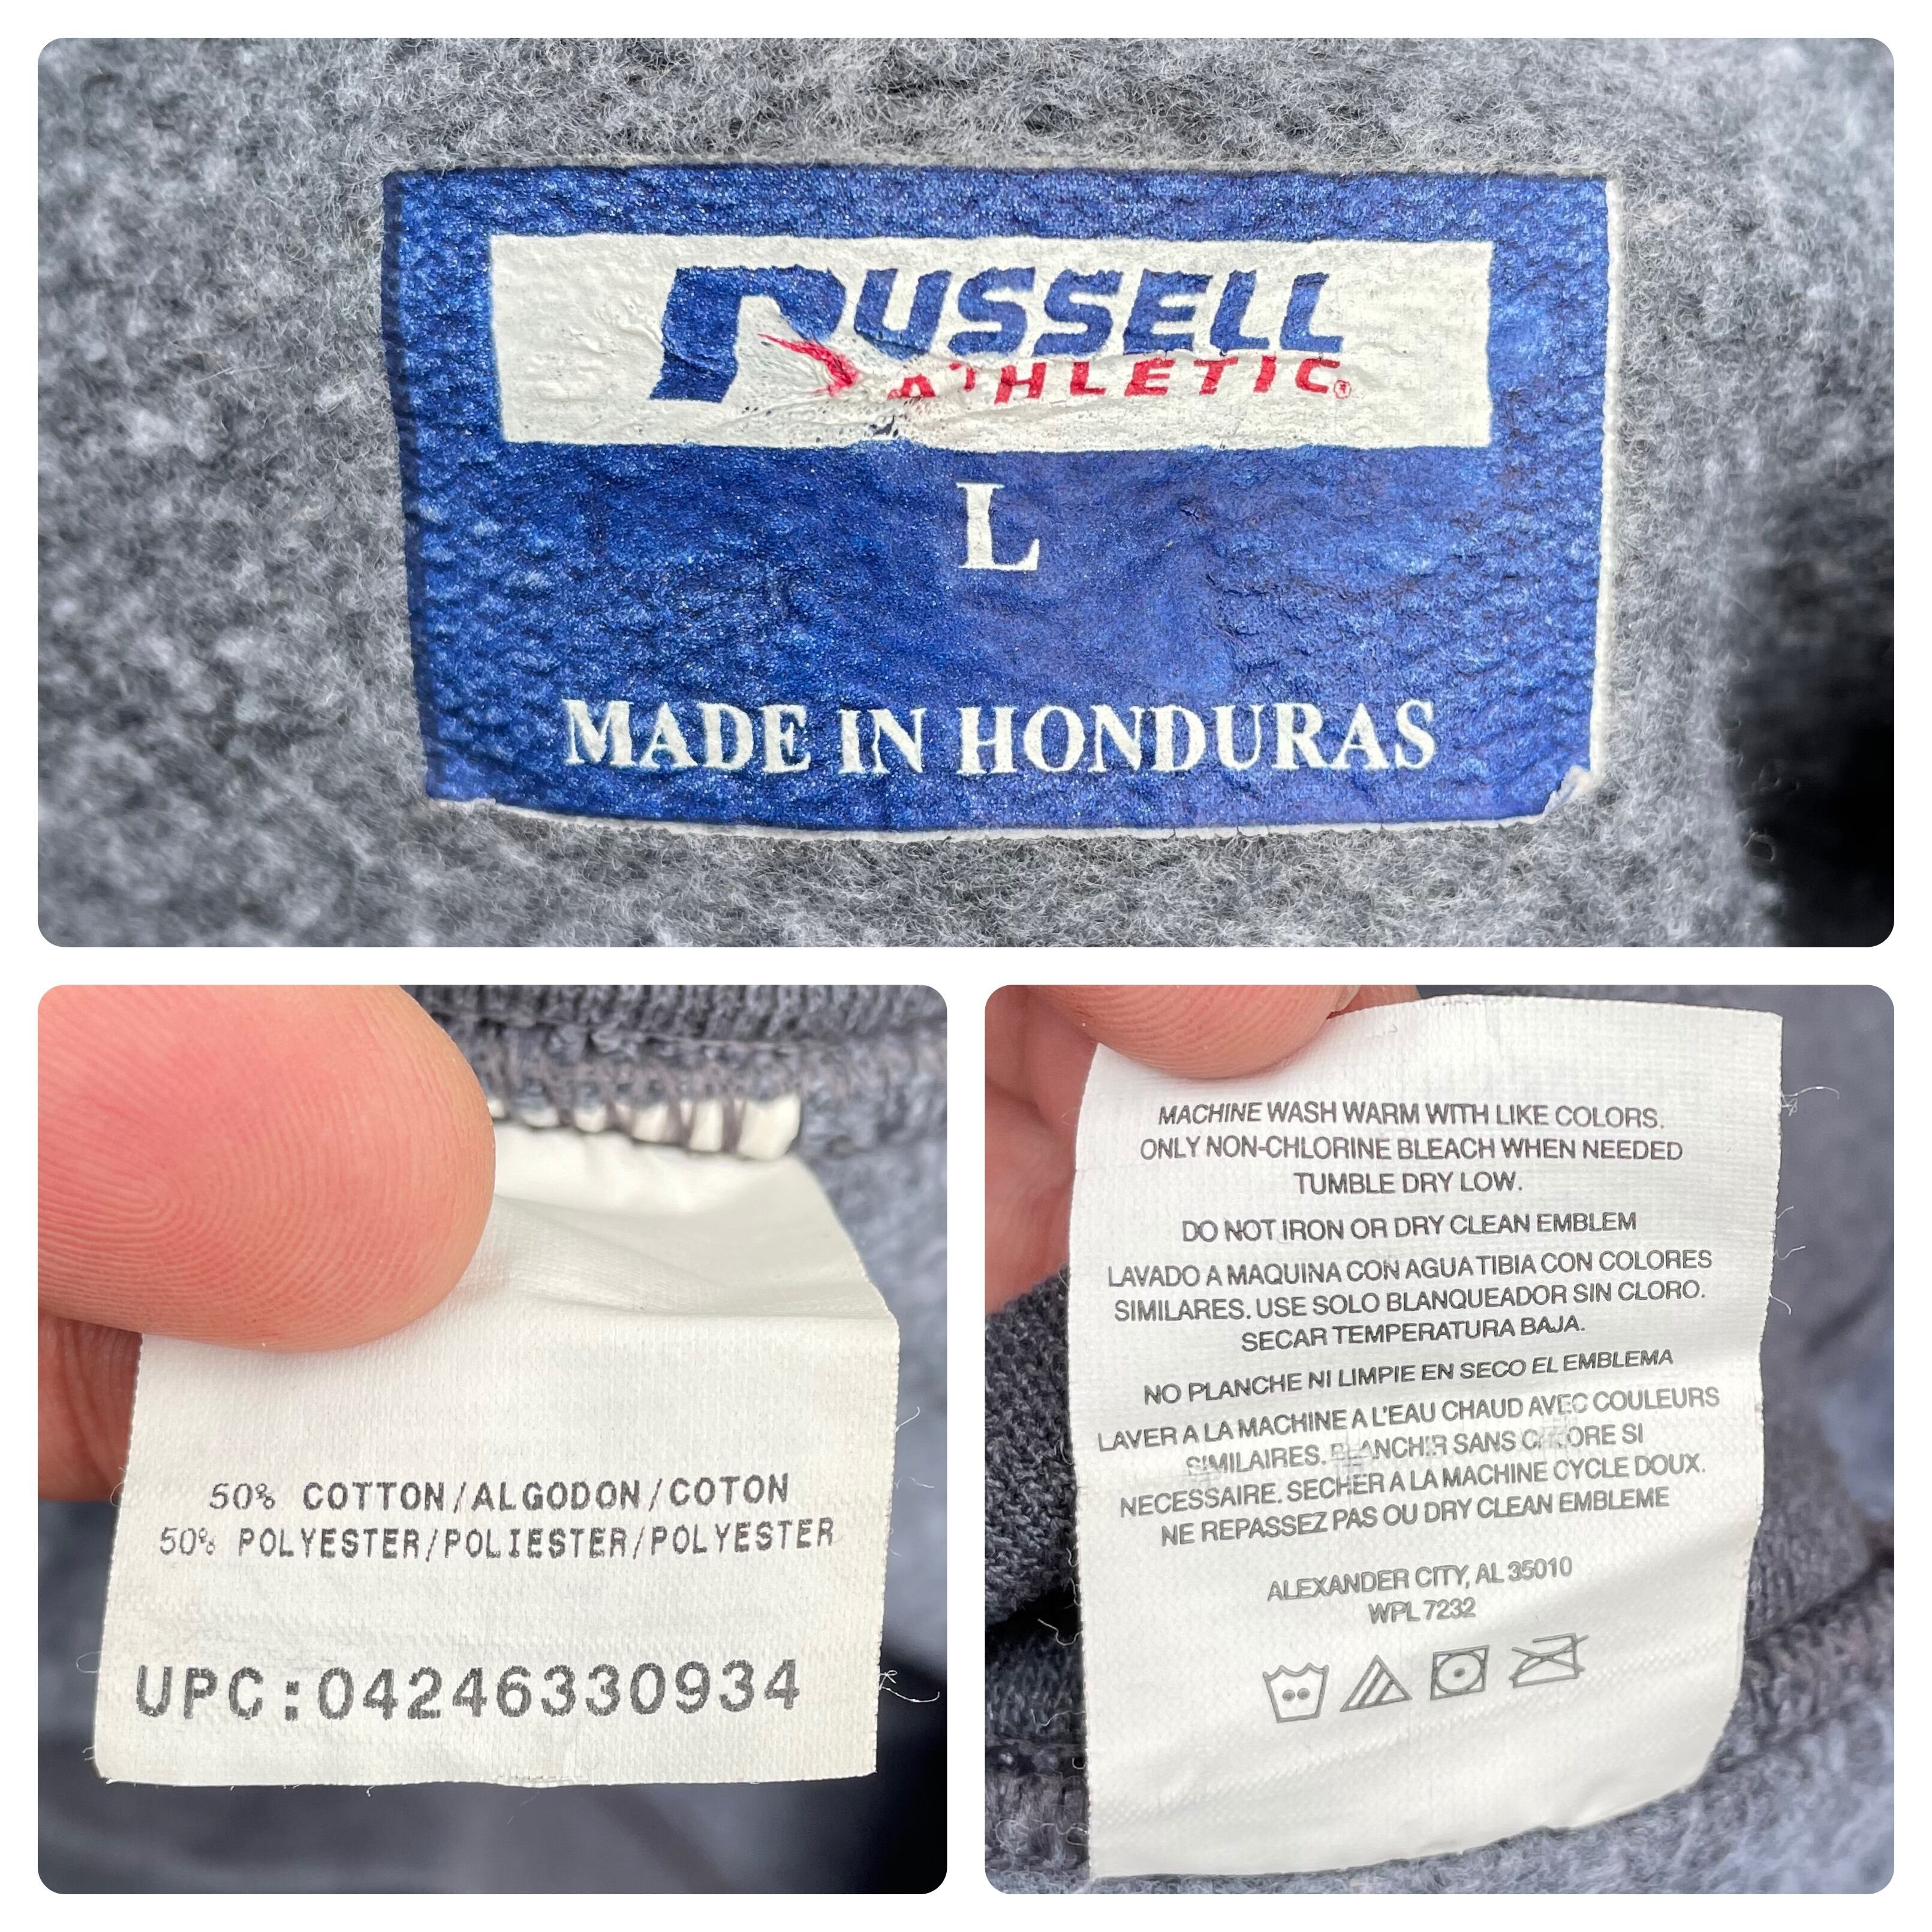 RUSSELL
ATHLETIC®
L
MADE IN HONDURAS
50% COTTON/ALGODON/COTON
50% POLYESTER/POLIESTER/POLYESTER
UPC:04246330934
MACHINE WASH WARM WITH LIKE COLORS.
ONLY NON-CHLORINE BLEACH WHEN NEEDED
TUMBLE DRY LOW.
DO NOT IRON OR DRY CLEAN EMBLEM
LAVADO A MAQUINA CON AGUA TIBIA CON COLORES
SIMILARES. USE SOLO BLANQUEADOR SIN CLORO.
SECAR TEMPERATURA BAJA.
NO PLANCHE NI LIMPIE EN SECO EL EMBLEMA
LAVER A LA MACHINE A L'EAU CHAUD AVEC COULEURS
SIMILAIRES. BLANCHIR SANS CHLORE SI
NECESSAIRE. SECHER A LA MACHINE CYCLE DOUX.
NE REPASSEZ PAS OU DRY CLEAN EMBLEME
ALEXANDER CITY, AL 35010
WPL 7232